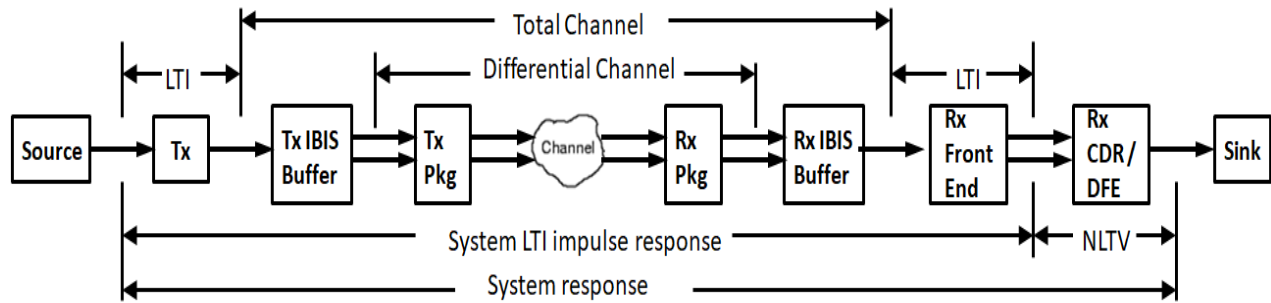 Total Channel
LTI
Differential Channel
LTI
Source
Tx
Tx IBIS
Buffer
Tx
Pkg
Channel
Rx
Pkg
Rx IBIS
Buffer
Rx
Front
End
Rx
CDR /
DFE
Sink
System LTI impulse response
NLTV
System response